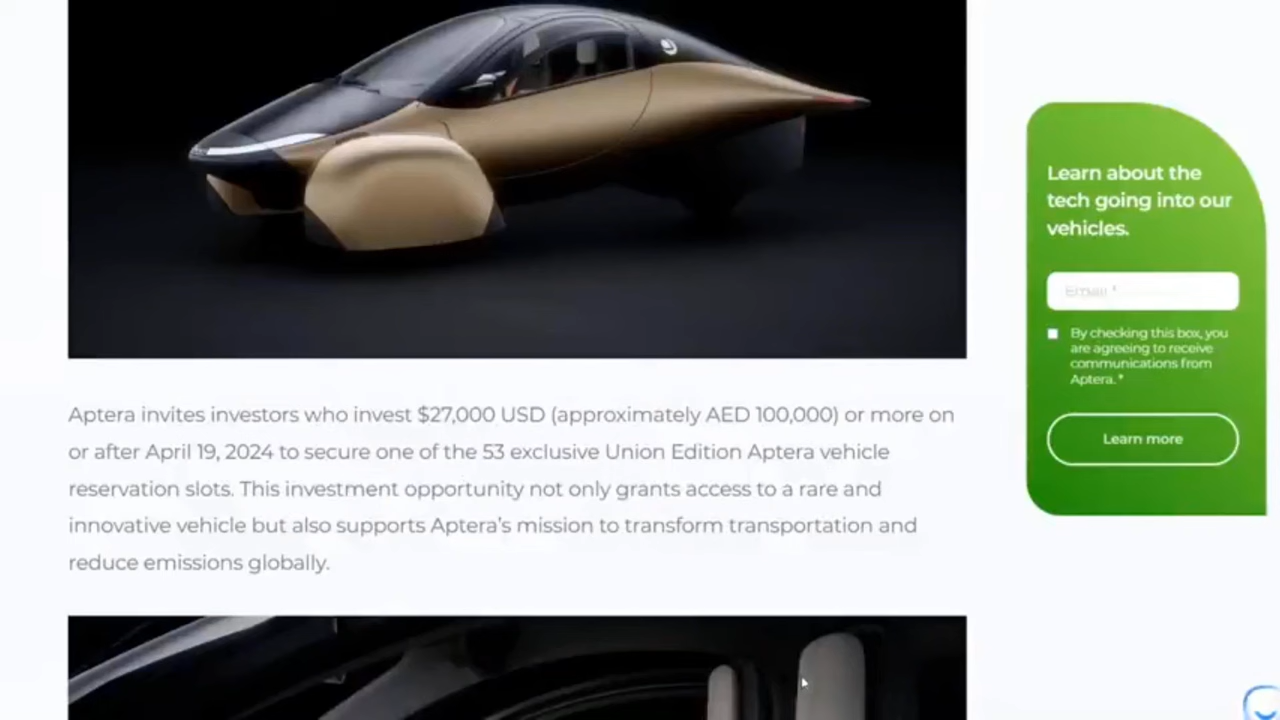 Learn about the
tech going into our
vehicles.
Email *
By checking this box, you
are agreeing to receive
communications from
Aptera. *
Learn more
Aptera invites investors who invest $27,000 USD (approximately AED 100,000) or more on
or after April 19, 2024 to secure one of the 53 exclusive Union Edition Aptera vehicle
reservation slots. This investment opportunity not only grants access to a rare and
innovative vehicle but also supports Aptera's mission to transform transportation and
reduce emissions globally.